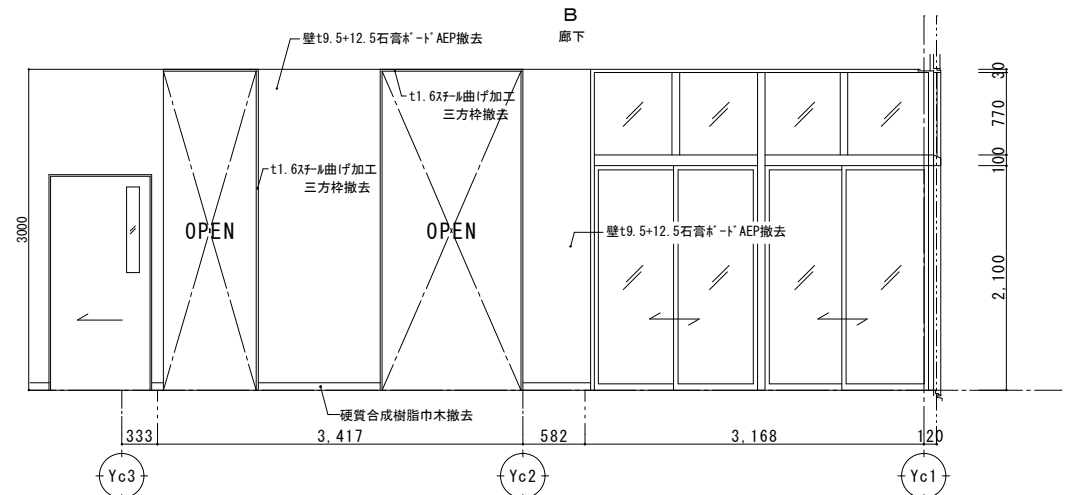 B
廊下
壁t9.5+12.5石膏ﾎﾞｰﾄﾞAEP撤去
t1.6ｽﾁｰﾙ曲げ加工
三方枠撤去
t1.6ｽﾁｰﾙ曲げ加工
三方枠撤去
OPEN
OPEN
壁t9.5+12.5石膏ﾎﾞｰﾄﾞAEP撤去
3000
30
770
100
2,100
硬質合成樹脂巾木撤去
333
3,417
582
3,168
120
Yc3
Yc2
Yc1